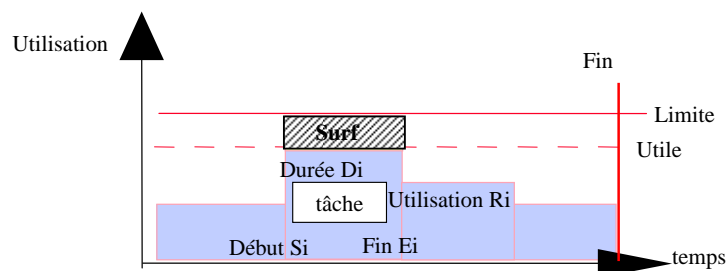 Utilisation
Fin
Limite
Surf
Utile
Durée Di
tâche
Utilisation Ri
Début Si
Fin Ei
temps